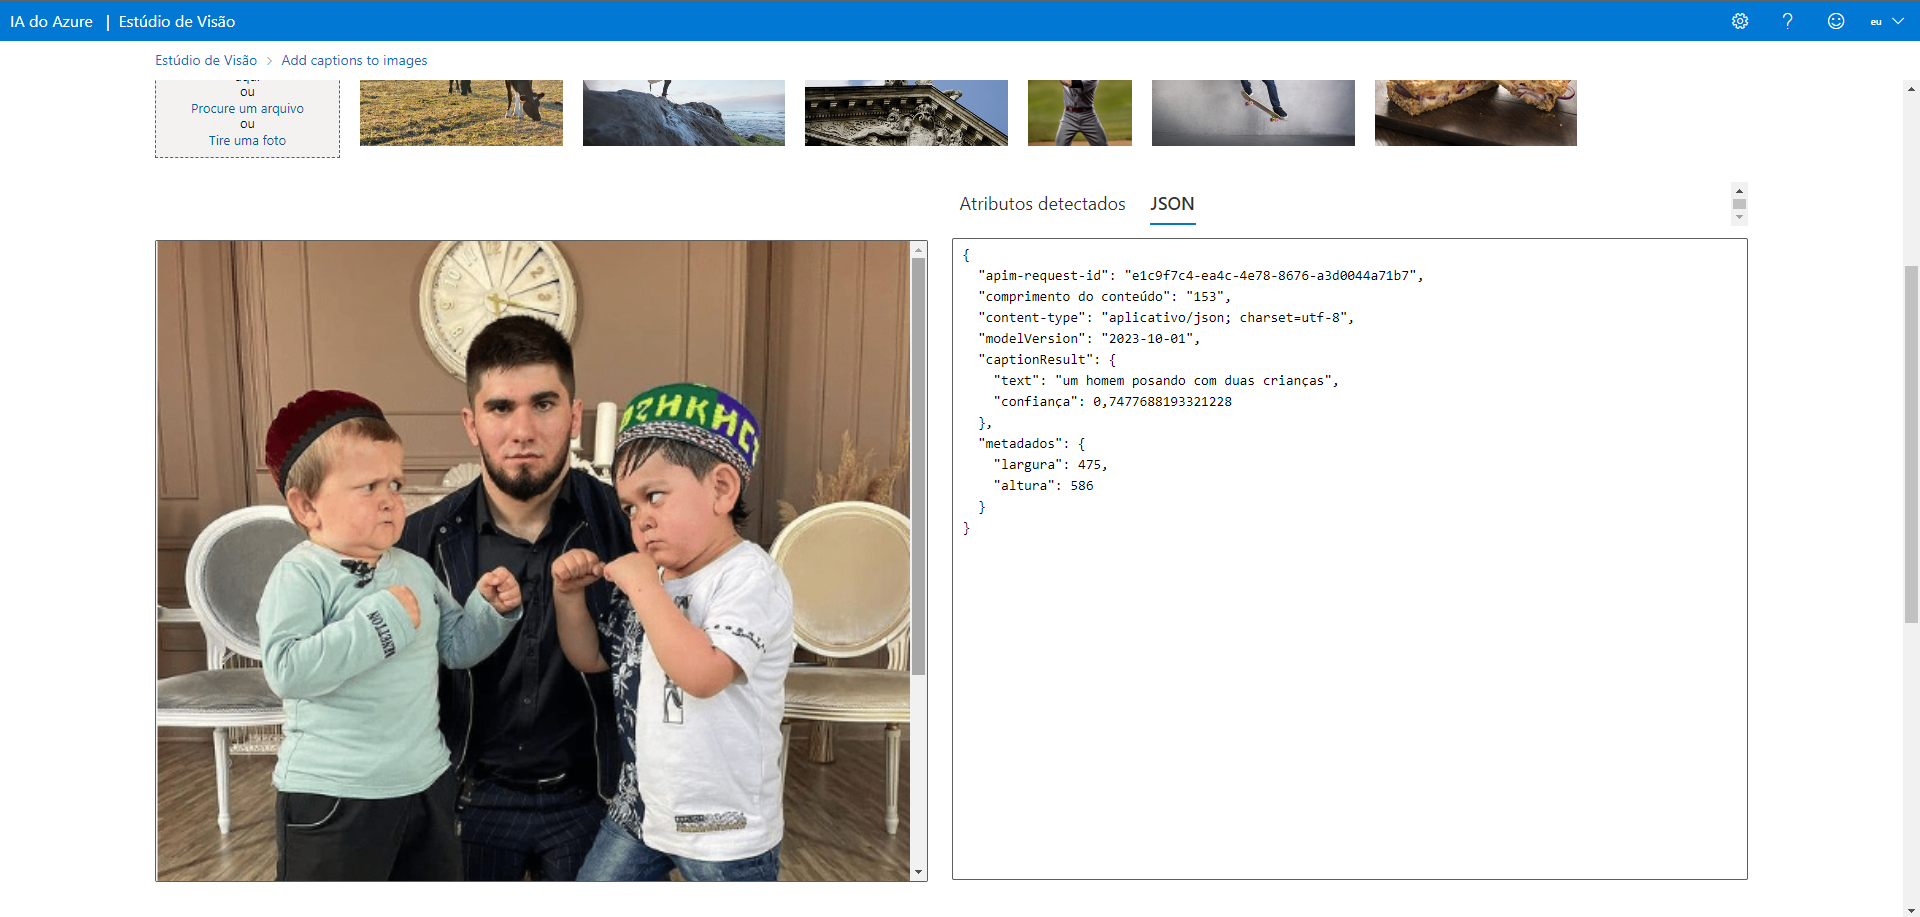 IA do Azure | Estúdio de Visão
eu
Estúdio de Visão > Add captions to images
ou
Procure um arquivo
ou
Tire uma foto
Atributos detectados JSON
{
"apim-request-id": "e1c9f7c4-ea4c-4e78-8676-a3d0044a71b7",
"comprimento do conteúdo": "153",
"content-type": "aplicativo/json; charset=utf-8",
"modelVersion": "2023-10-01",
"captionResult": {
"text": "um homem posando com duas crianças",
"confiança": 0,7477688193321228
},
"metadados": {
"largura": 475,
"altura": 586
}
}